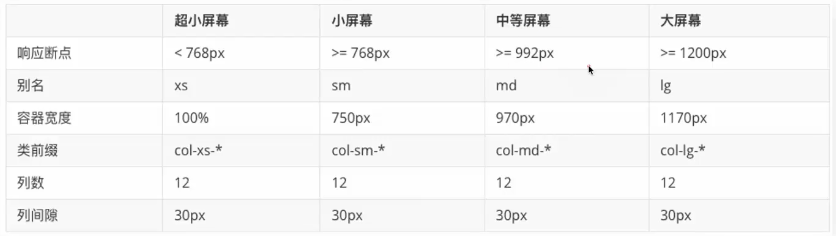 超小屏幕 小屏幕 中等屏幕 大屏幕
响应断点 < 768px >= 768px >= 992px >= 1200px
别名 xs sm md lg
容器宽度 100% 750px 970px 1170px
类前缀 col-xs-* col-sm-* col-md-* col-lg-*
列数 12 12 12 12
列间隙 30px 30px 30px 30px